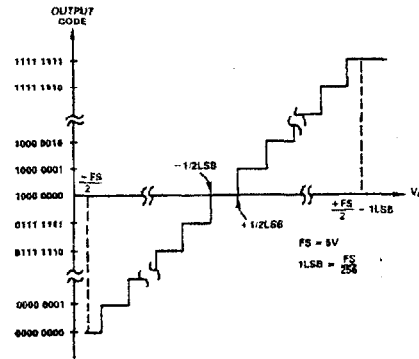 OUTPUT
CODE
1111 1111
1111 1110
1000 0010
1000 0001
1000 0000
0111 1111
0111 1110
0000 0001
0000 0000
-FS
2
-1/2LSB
+1/2LSB
+FS
2
- 1LSB
FS = 5V
1LSB = FS
256